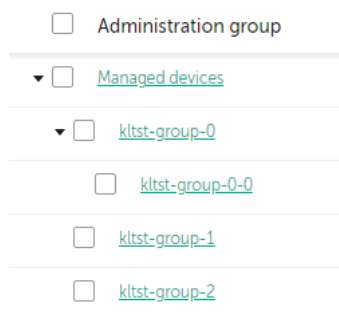 Administration group
Managed devices
kltst-group-0
kltst-group-0-0
kltst-group-1
kltst-group-2